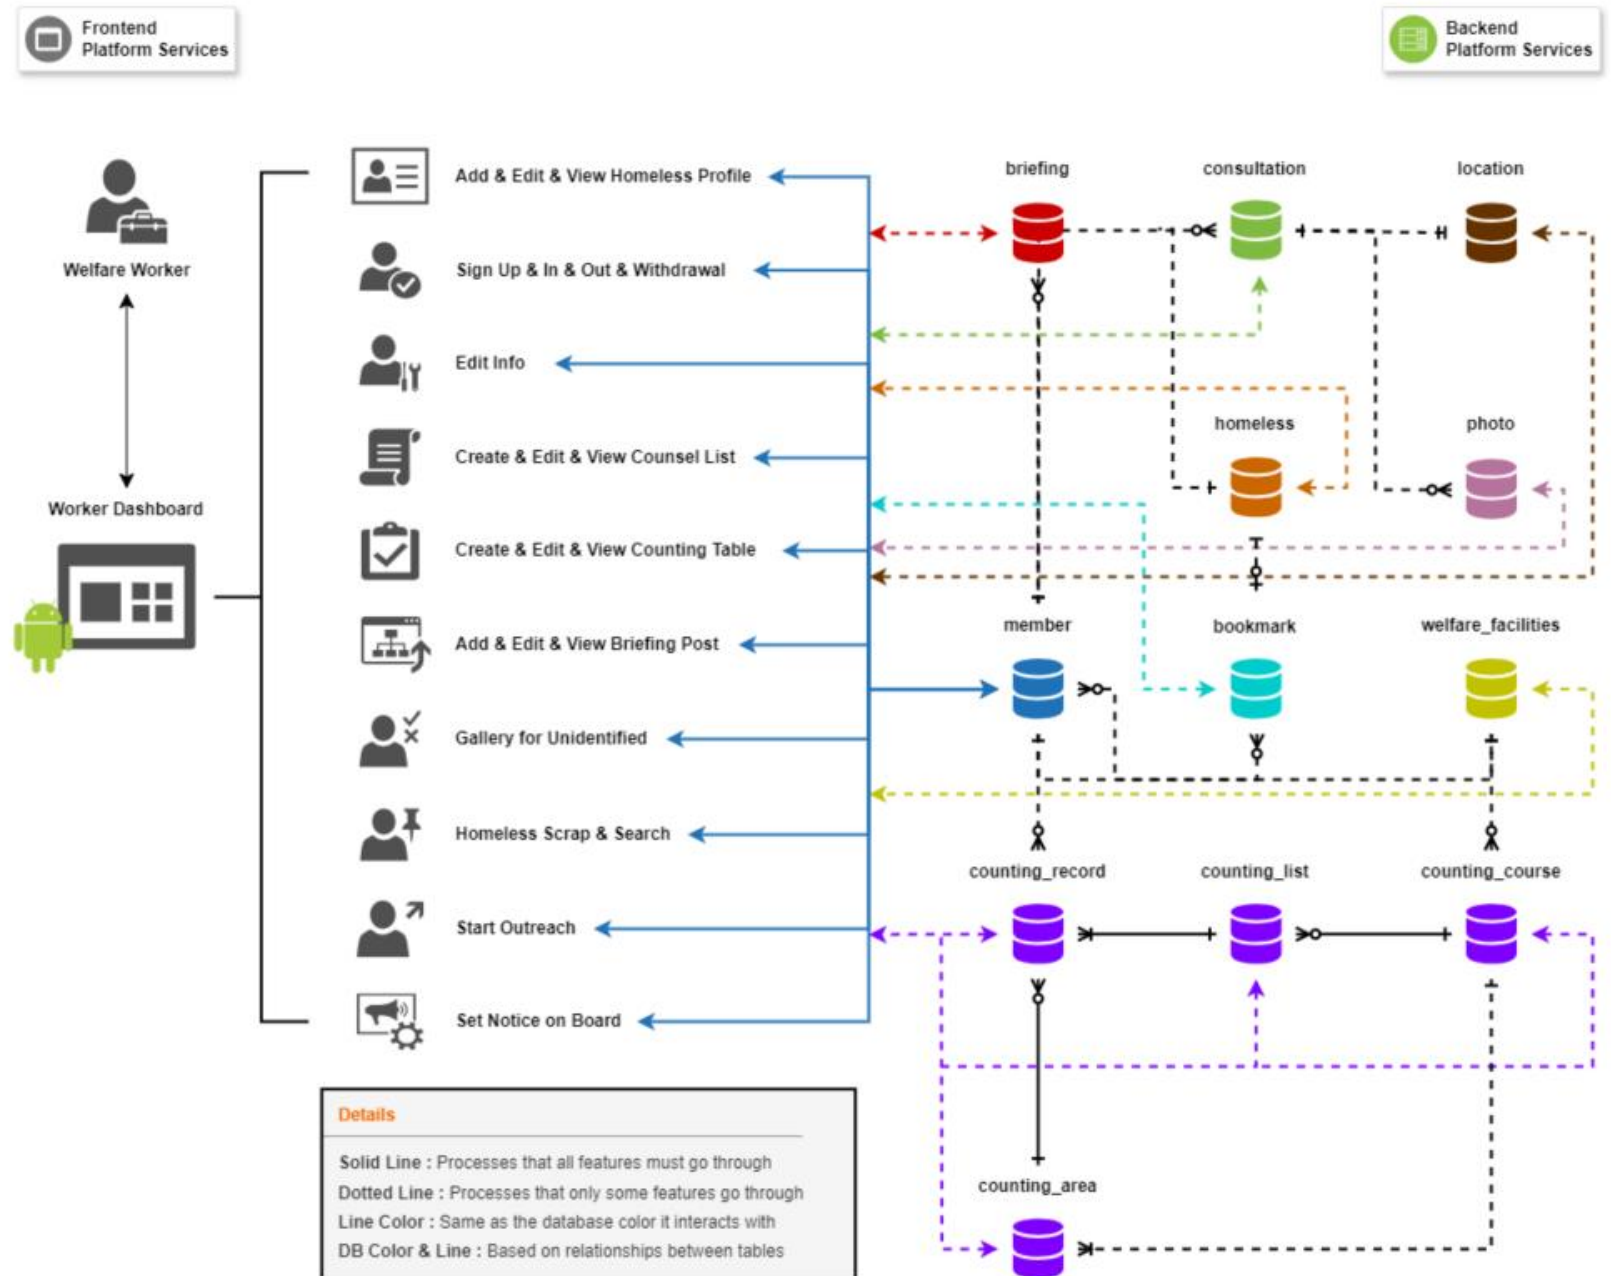 Frontend
Platform Services
Backend
Platform Services
Welfare Worker
Worker Dashboard
Add & Edit & View Homeless Profile
Sign Up & In & Out & Withdrawal
Edit Info
Create & Edit & View Counsel List
Create & Edit & View Counting Table
Add & Edit & View Briefing Post
Gallery for Unidentified
Homeless Scrap & Search
Start Outreach
Set Notice on Board
briefing
consultation
location
homeless
photo
member
bookmark
welfare_facilities
counting_record
counting_list
counting_course
counting_area
Details
Solid Line : Processes that all features must go through
Dotted Line : Processes that only some features go through
Line Color : Same as the database color it interacts with
DB Color & Line : Based on relationships between tables